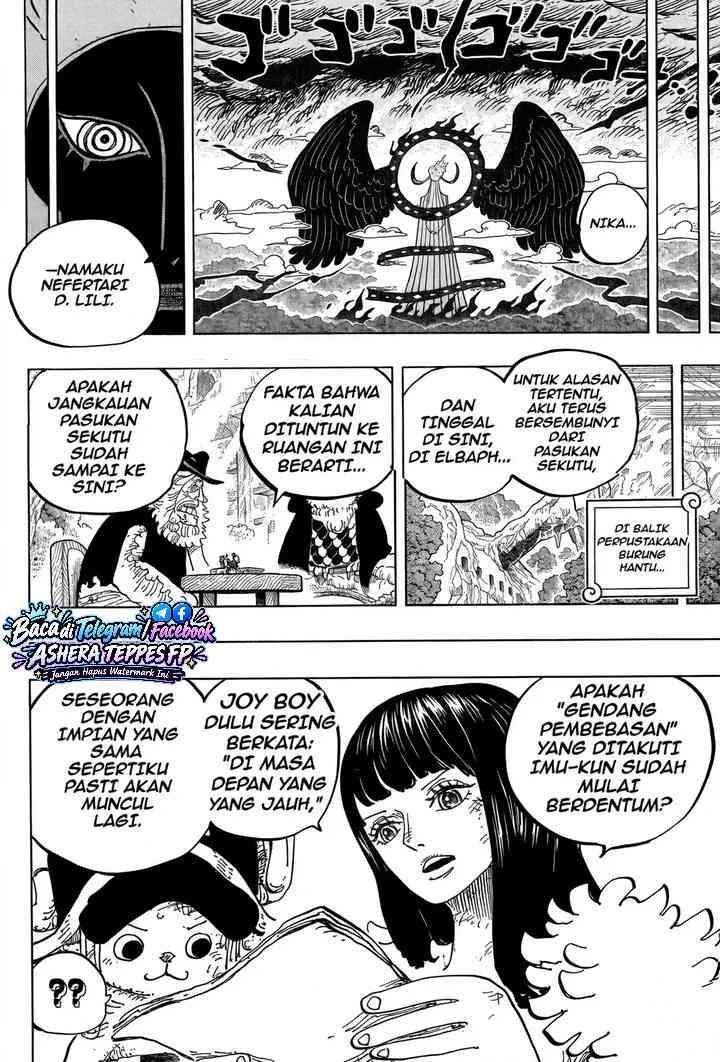 ゴゴゴゴゴゴ
NIKA...
—NAMAKU
NEFERTARI
D. LILI.
UNTUK ALASAN
TERTENTU,
AKU TERUS
BERSEMBUNYI
DARI
PASUKAN
SEKUTU,
DAN
TINGGAL
DI SINI,
DI ELBAPH...
DI BALIK
PERPUSTAKAAN
BURUNG
HANTU...
FAKTA BAHWA
KALIAN
DITUNTUN KE
RUANGAN INI
BERARTI...
APAKAH
JANGKAUAN
PASUKAN
SEKUTU
SUDAH
SAMPAI KE
SINI?
Baca di Telegram/Facebook
ASHERA TEPPES FP
Jangan Hapus Watermark Ini
APAKAH
"GENDANG
PEMBEBASAN"
YANG DITAKUTI
IMU-KUN SUDAH
MULAI
BERDENTUM?
JOY BOY
DULU SERING
BERKATA:
"DI MASA
DEPAN YANG
YANG JAUH,"
SESEORANG
DENGAN
IMPIAN YANG
SAMA
SEPERTIKU
PASTI AKAN
MUNCUL
LAGI.
??